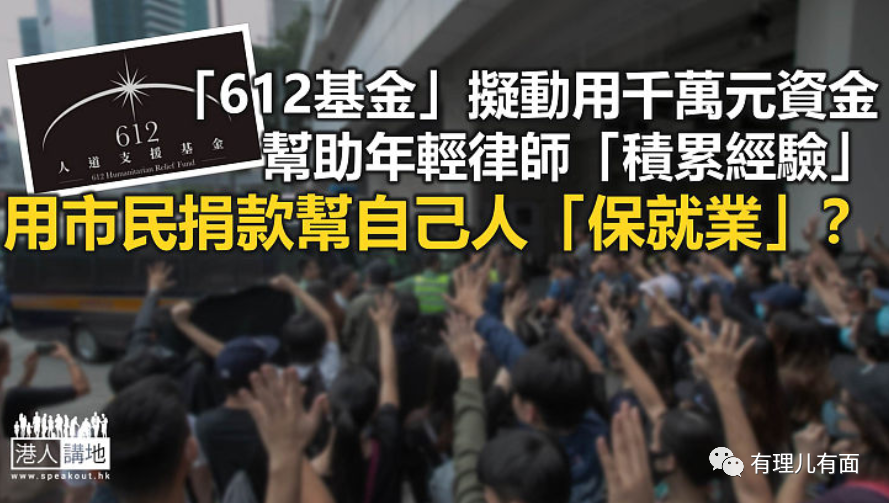 612
人道支援基金
612 Humanitarian Relief Fund
「612基金」擬動用千萬元資金
幫助年輕律師「積累經驗」
用市民捐款幫自己人「保就業」？
港人講地
www.speakout.hk
有理儿有面